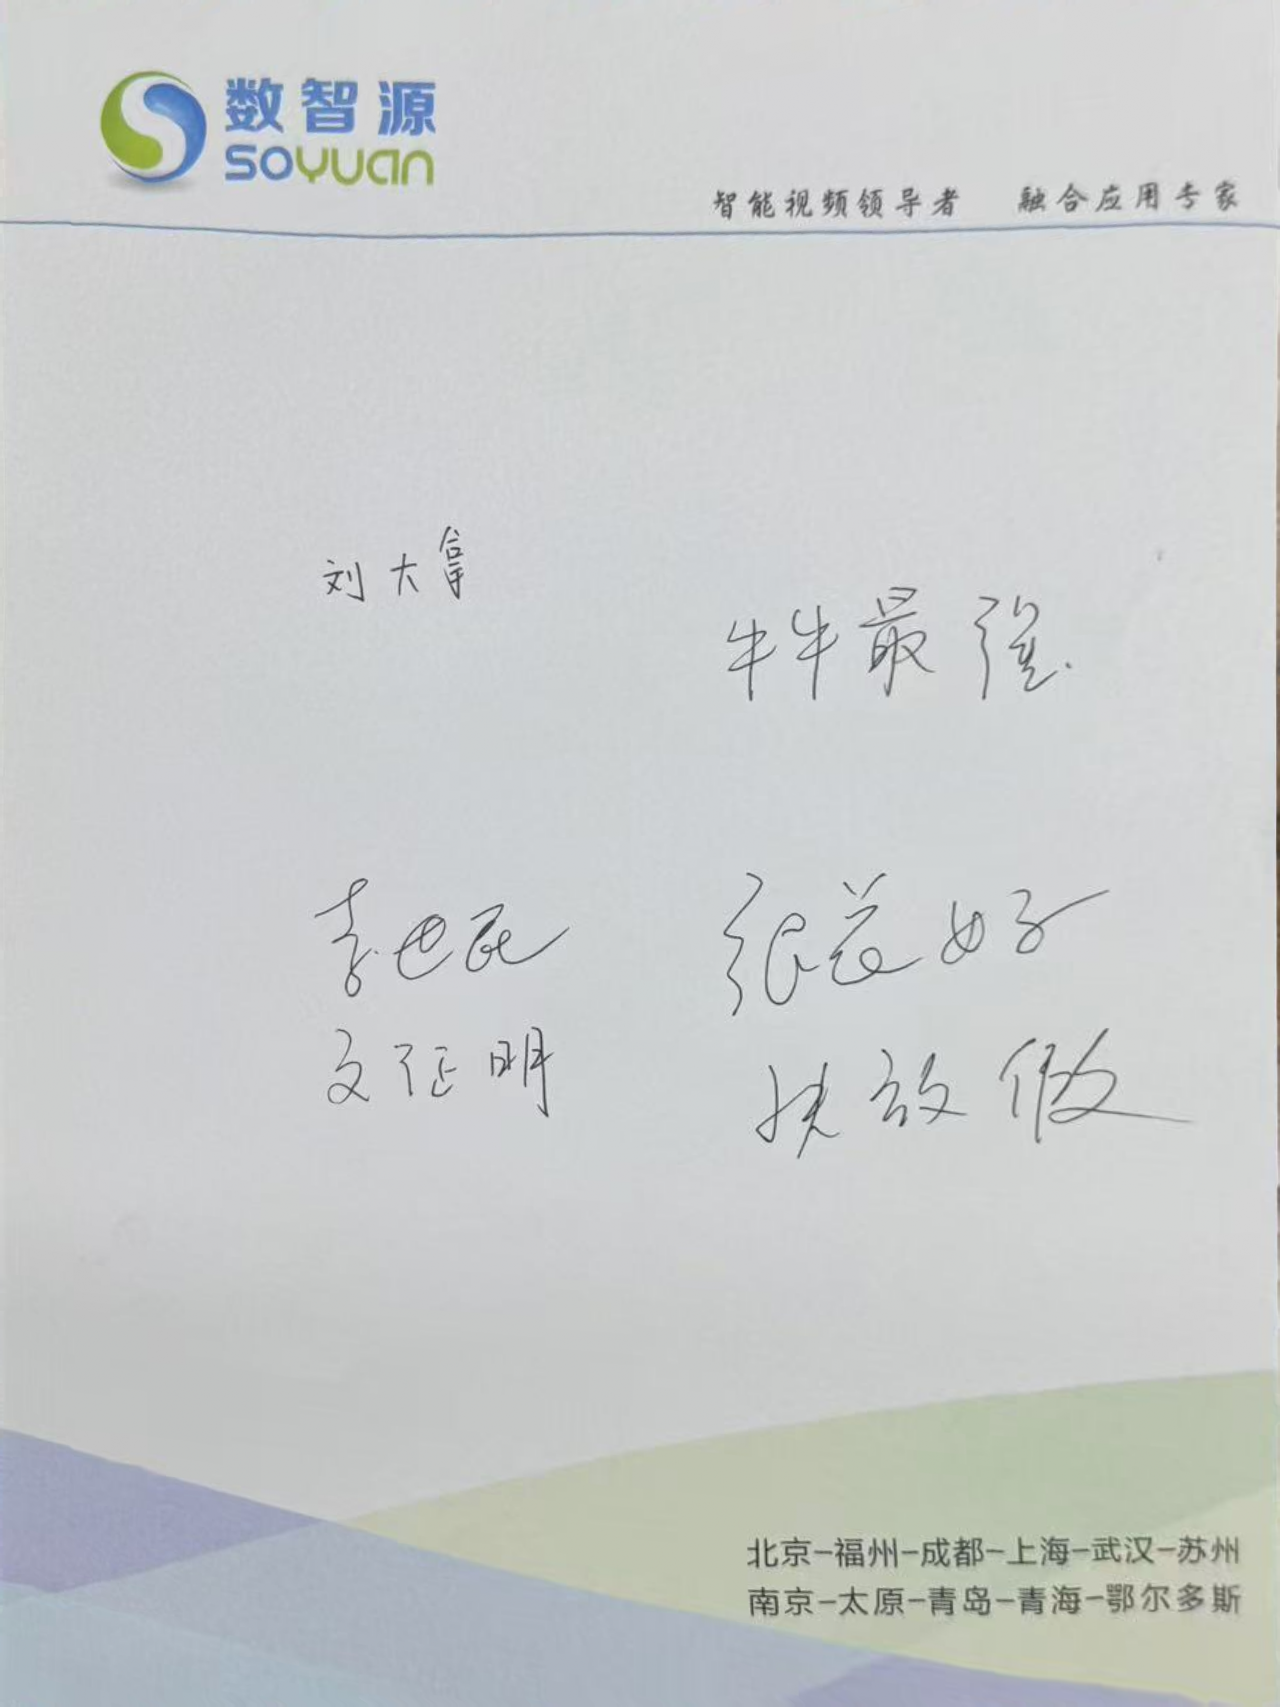 数智源
SOYUAN
智能视频领导者 融合应用专家
刘大拿
牛牛最强.
李世民
张益好
文征明
放假
北京-福州-成都-上海-武汉-苏州
南京-太原-青岛-青海-鄂尔多斯